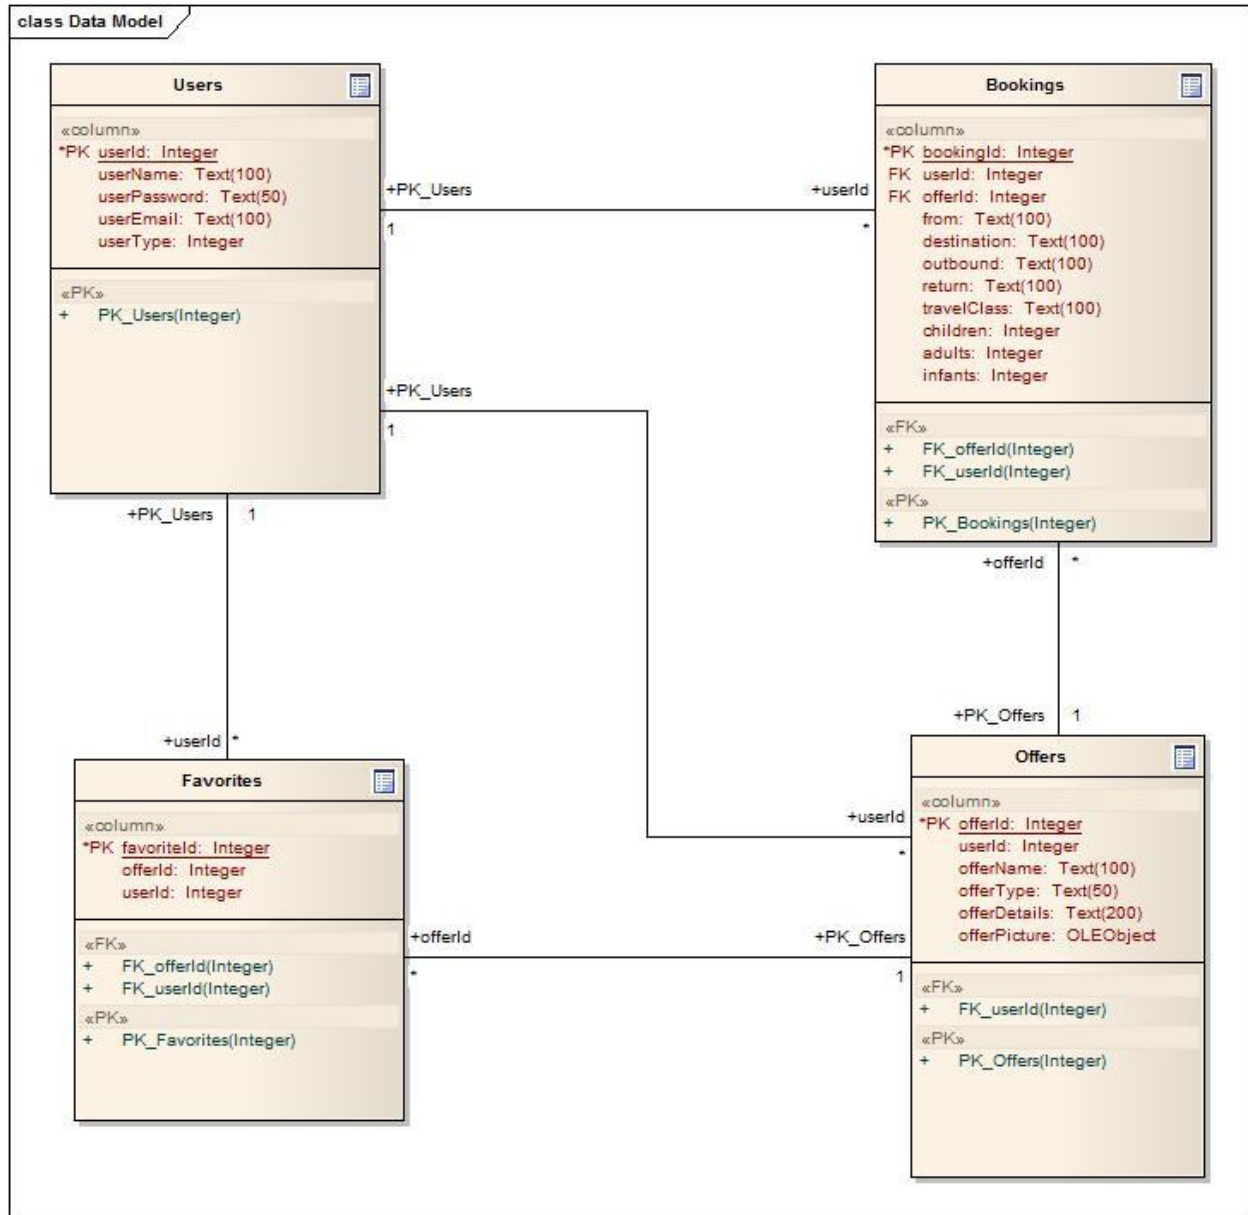 class Data Model
Users
«column»
*PK userId: Integer
userName: Text(100)
userPassword: Text(50)
userEmail: Text(100)
userType: Integer
«PK»
+ PK_Users(Integer)
+PK_Users
1
+userId
*
Bookings
«column»
*PK bookingId: Integer
FK userId: Integer
FK offerId: Integer
from: Text(100)
destination: Text(100)
outbound: Text(100)
return: Text(100)
travelClass: Text(100)
children: Integer
adults: Integer
infants: Integer
«FK»
+ FK_offerId(Integer)
+ FK_userId(Integer)
«PK»
+ PK_Bookings(Integer)
+PK_Users
1
+PK_Users 1
+offerId *
+PK_Offers 1
+userId *
Favorites
«column»
*PK favoriteId: Integer
offerId: Integer
userId: Integer
«FK»
+ FK_offerId(Integer)
+ FK_userId(Integer)
«PK»
+ PK_Favorites(Integer)
+userId
*
+offerId
*
+PK_Offers
1
Offers
«column»
*PK offerId: Integer
userId: Integer
offerName: Text(100)
offerType: Text(50)
offerDetails: Text(200)
offerPicture: OLEObject
«FK»
+ FK_userId(Integer)
«PK»
+ PK_Offers(Integer)